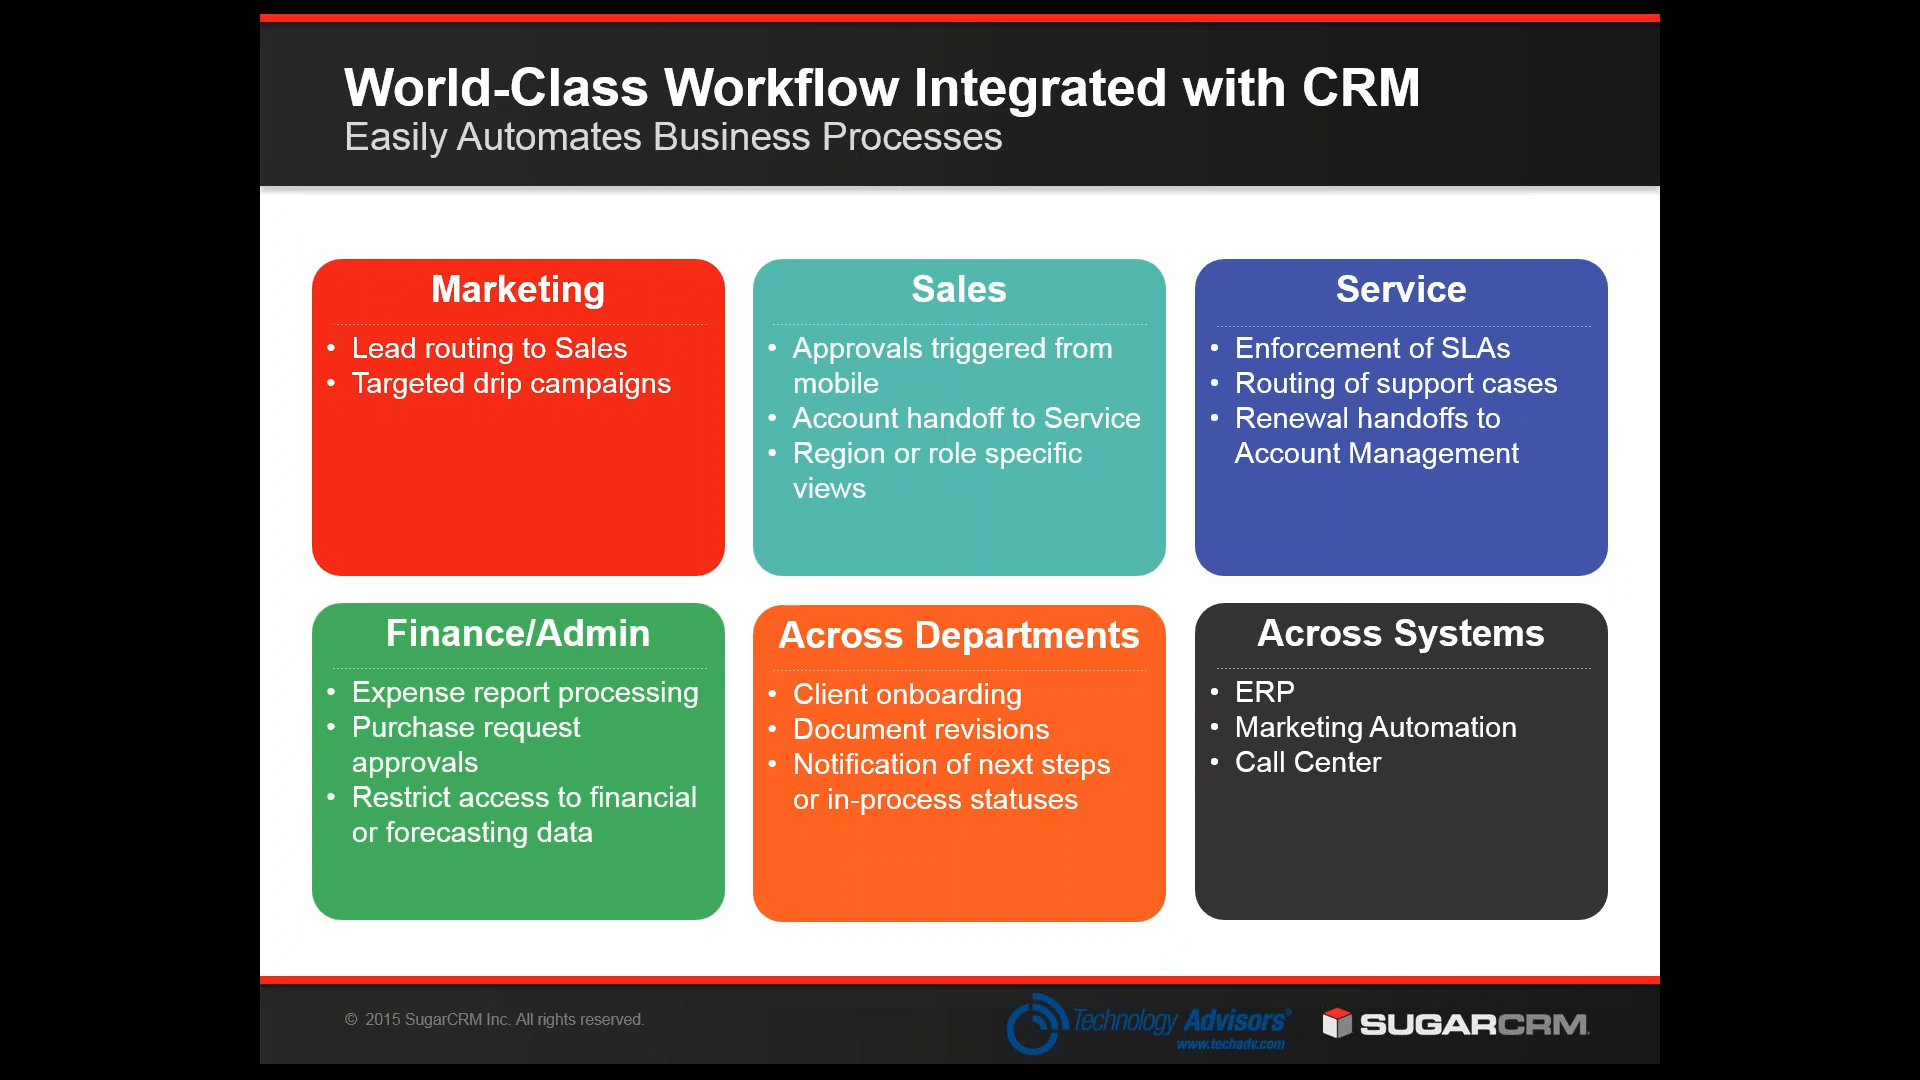 World-Class Workflow Integrated with CRM
Easily Automates Business Processes
Marketing
• Lead routing to Sales
• Targeted drip campaigns
Sales
• Approvals triggered from
mobile
• Account handoff to Service
• Region or role specific
views
Service
• Enforcement of SLAs
• Routing of support cases
• Renewal handoffs to
Account Management
Finance/Admin
• Expense report processing
• Purchase request
approvals
• Restrict access to financial
or forecasting data
Across Departments
• Client onboarding
• Document revisions
• Notification of next steps
or in-process statuses
Across Systems
• ERP
• Marketing Automation
• Call Center
© 2015 SugarCRM Inc. All rights reserved.
Technology Advisors®
www.techadv.com
SUGARCRM